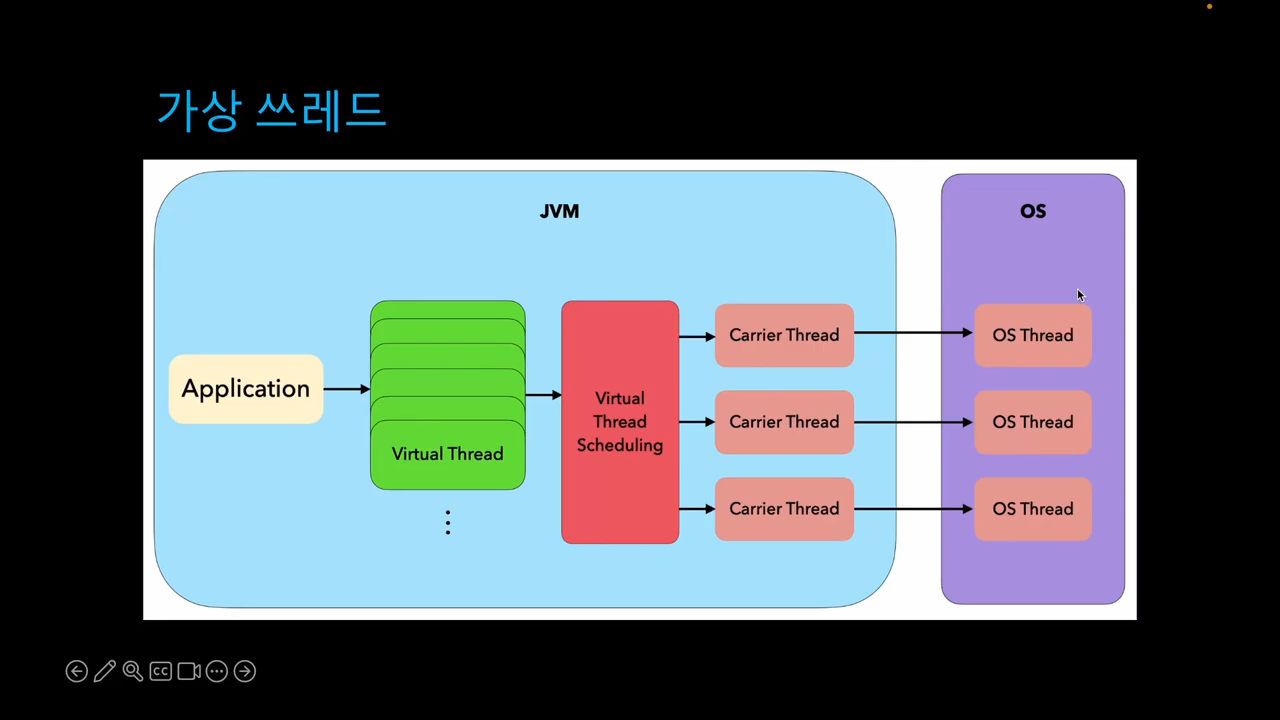 가상 쓰레드
JVM
OS
Application
Virtual Thread
Virtual
Thread
Scheduling
Carrier Thread
OS Thread
Carrier Thread
OS Thread
Carrier Thread
OS Thread
CC